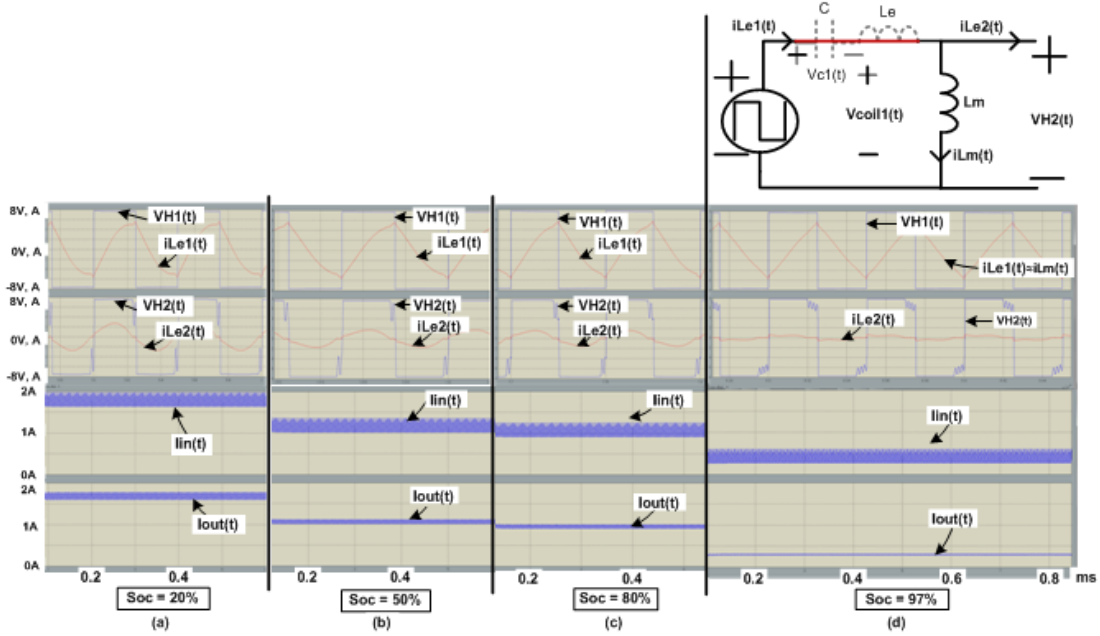 C
Le
iLe1(t)
iLe2(t)
Vc1(t)
Vcoil1(t)
Lm
VH2(t)
iLm(t)
8V, A
0V, A
-8V, A
VH1(t)
iLe1(t)
VH1(t)
iLe1(t)
VH1(t)
iLe1(t)
VH1(t)
iLe1(t)=iLm(t)
8V, A
0V, A
-8V, A
VH2(t)
iLe2(t)
VH2(t)
iLe2(t)
VH2(t)
iLe2(t)
iLe2(t)
VH2(t)
2A
1A
0A
Iin(t)
Iin(t)
Iin(t)
Iin(t)
2A
1A
0A
Iout(t)
Iout(t)
Iout(t)
Iout(t)
0.2 0.4 0.2 0.4 0.2 0.4 0.2 0.4 0.6 0.8 ms
Soc = 20% Soc = 50% Soc = 80% Soc = 97%
(a) (b) (c) (d)